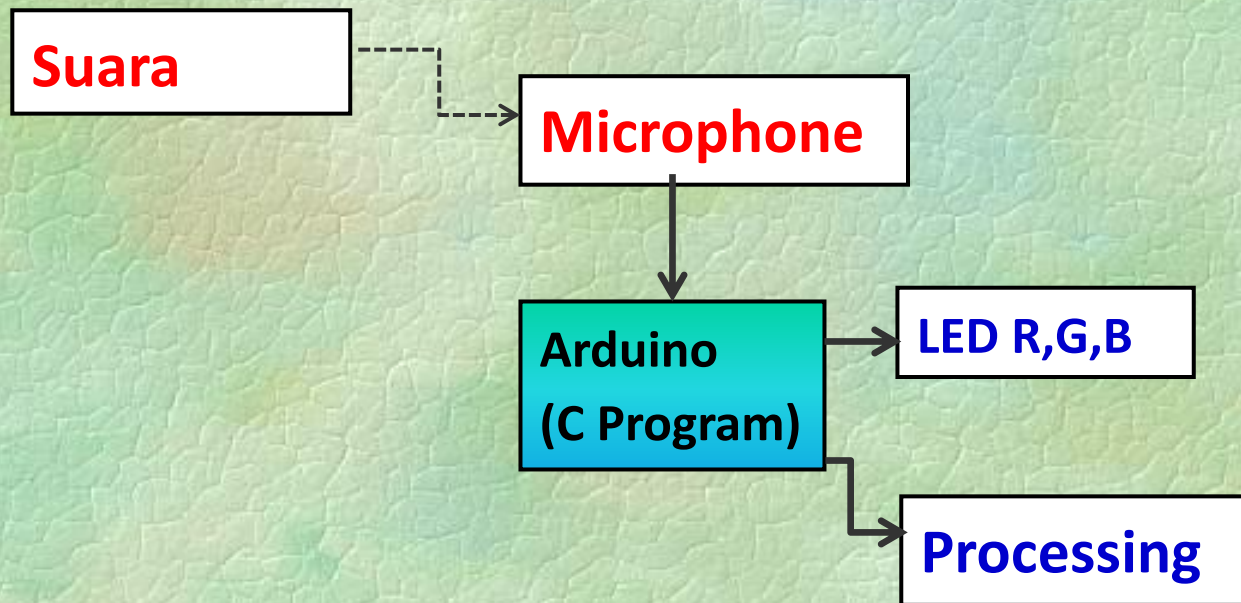 Suara
Microphone
Arduino
(C Program)
LED R,G,B
Processing